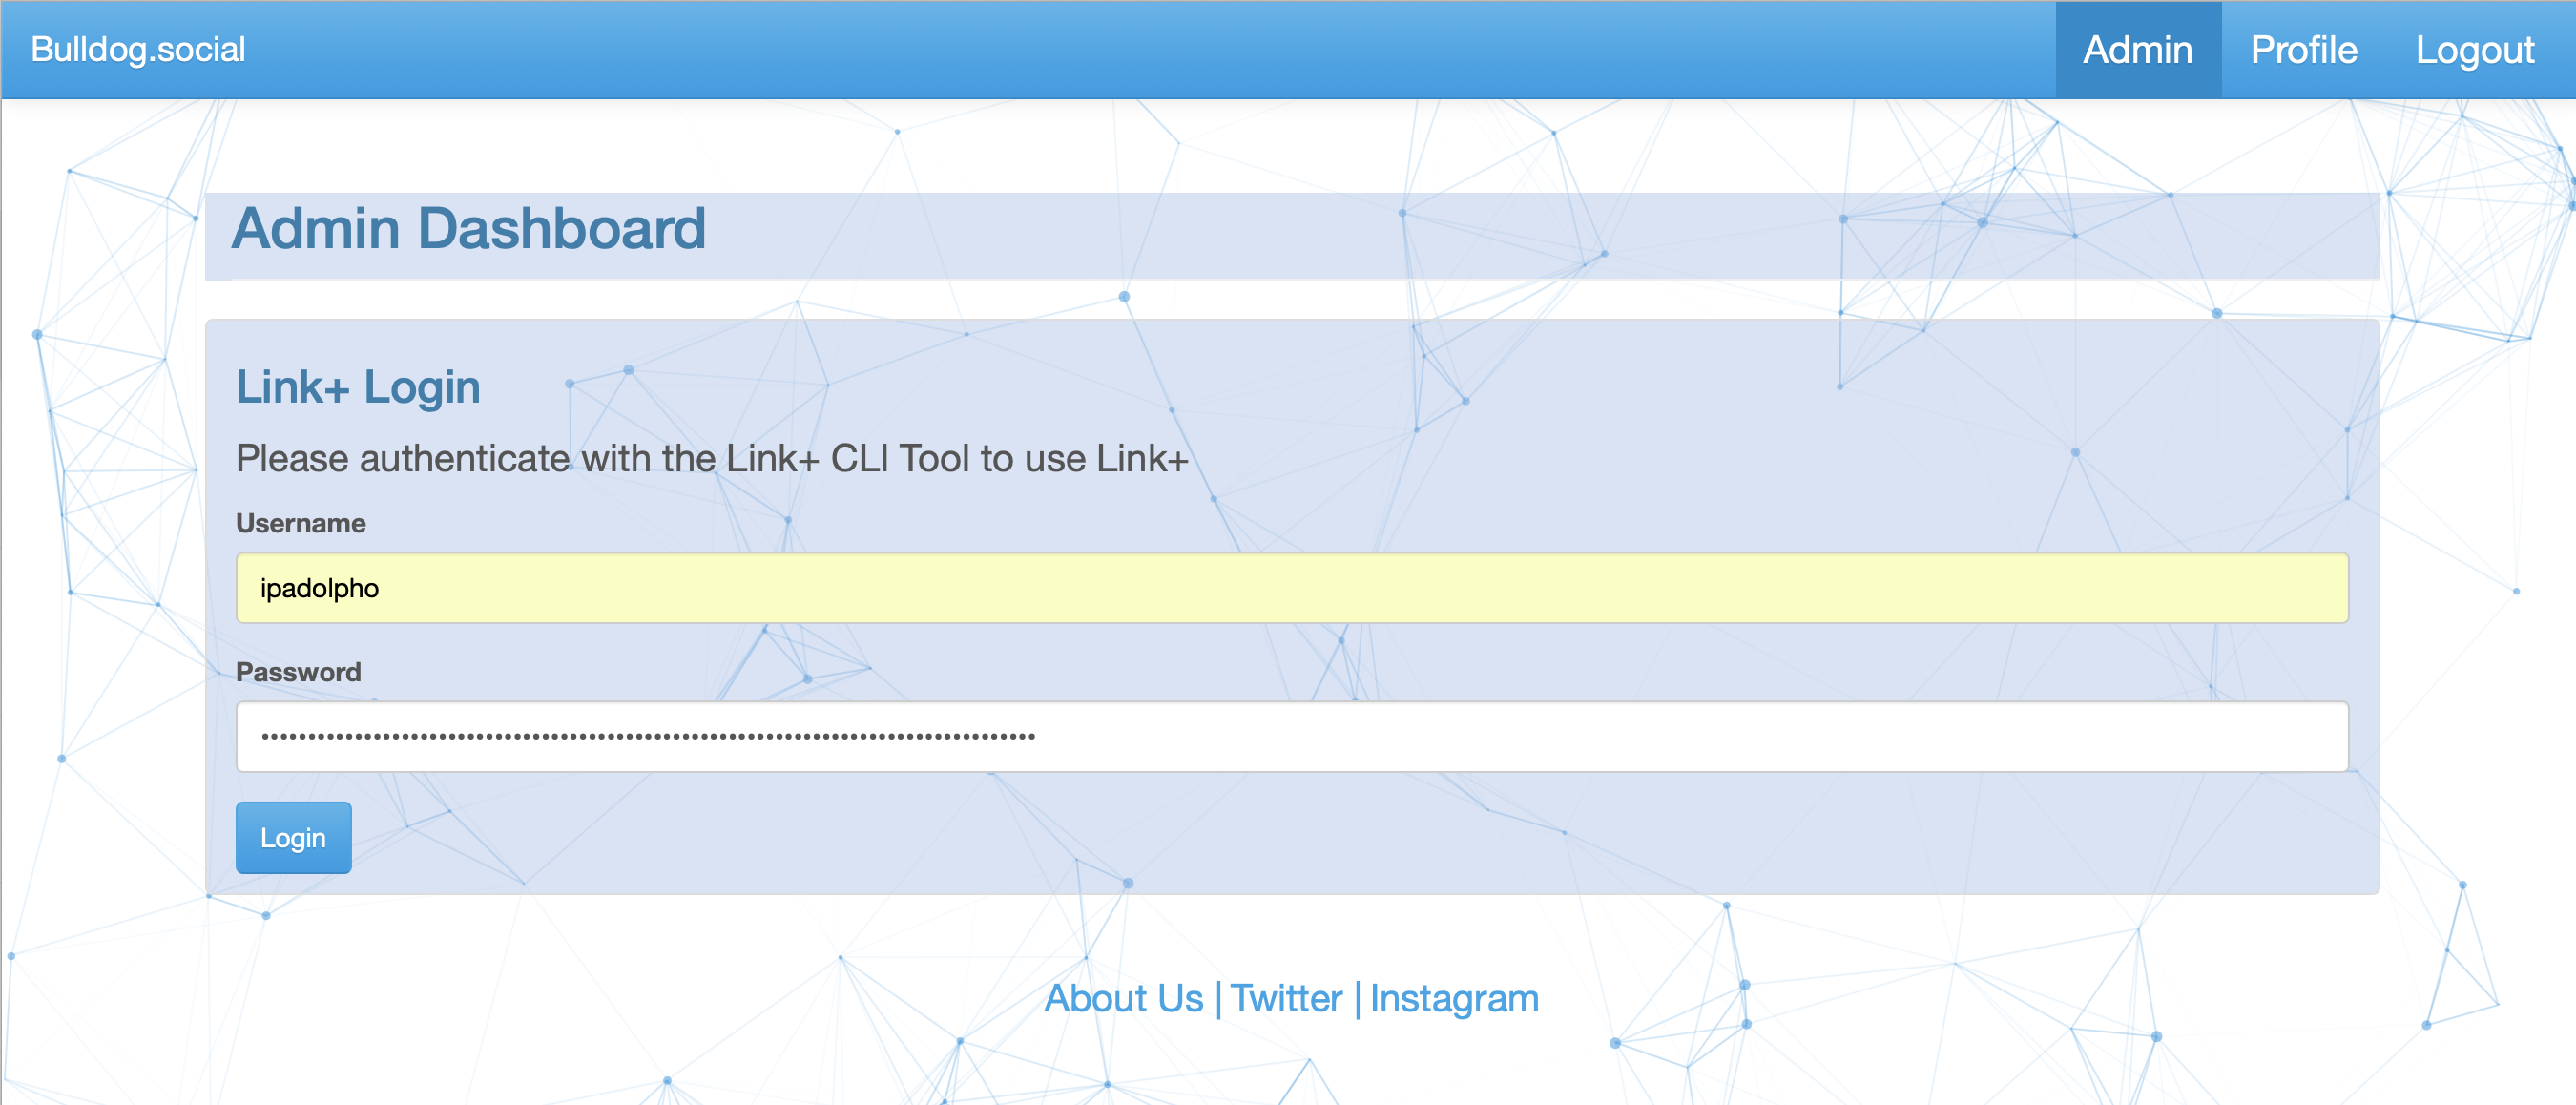 Bulldog.social Admin Profile Logout
Admin Dashboard
Link+ Login
Please authenticate with the Link+ CLI Tool to use Link+
Username
ipadolpho
Password
Login
About Us | Twitter | Instagram